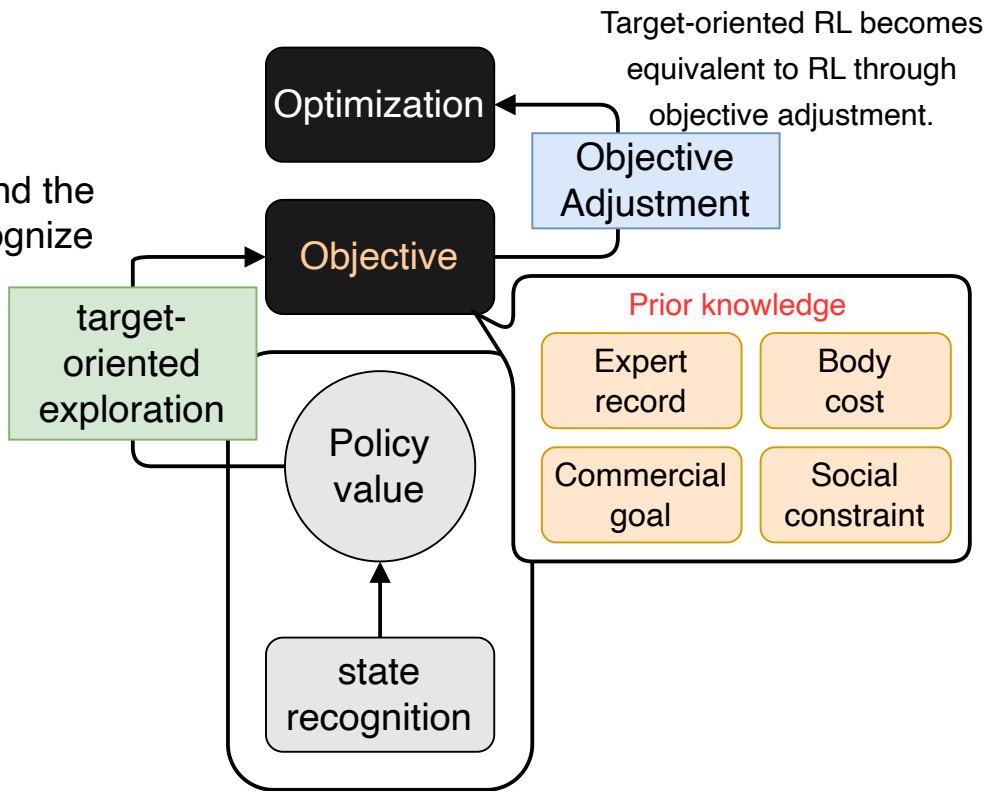 Target-oriented RL becomes
equivalent to RL through
objective adjustment.
Optimization
Objective
Adjustment
nd the
ognize
Objective
target-
oriented
exploration
Prior knowledge
Expert
record
Body
cost
Commercial
goal
Social
constraint
Policy
value
state
recognition